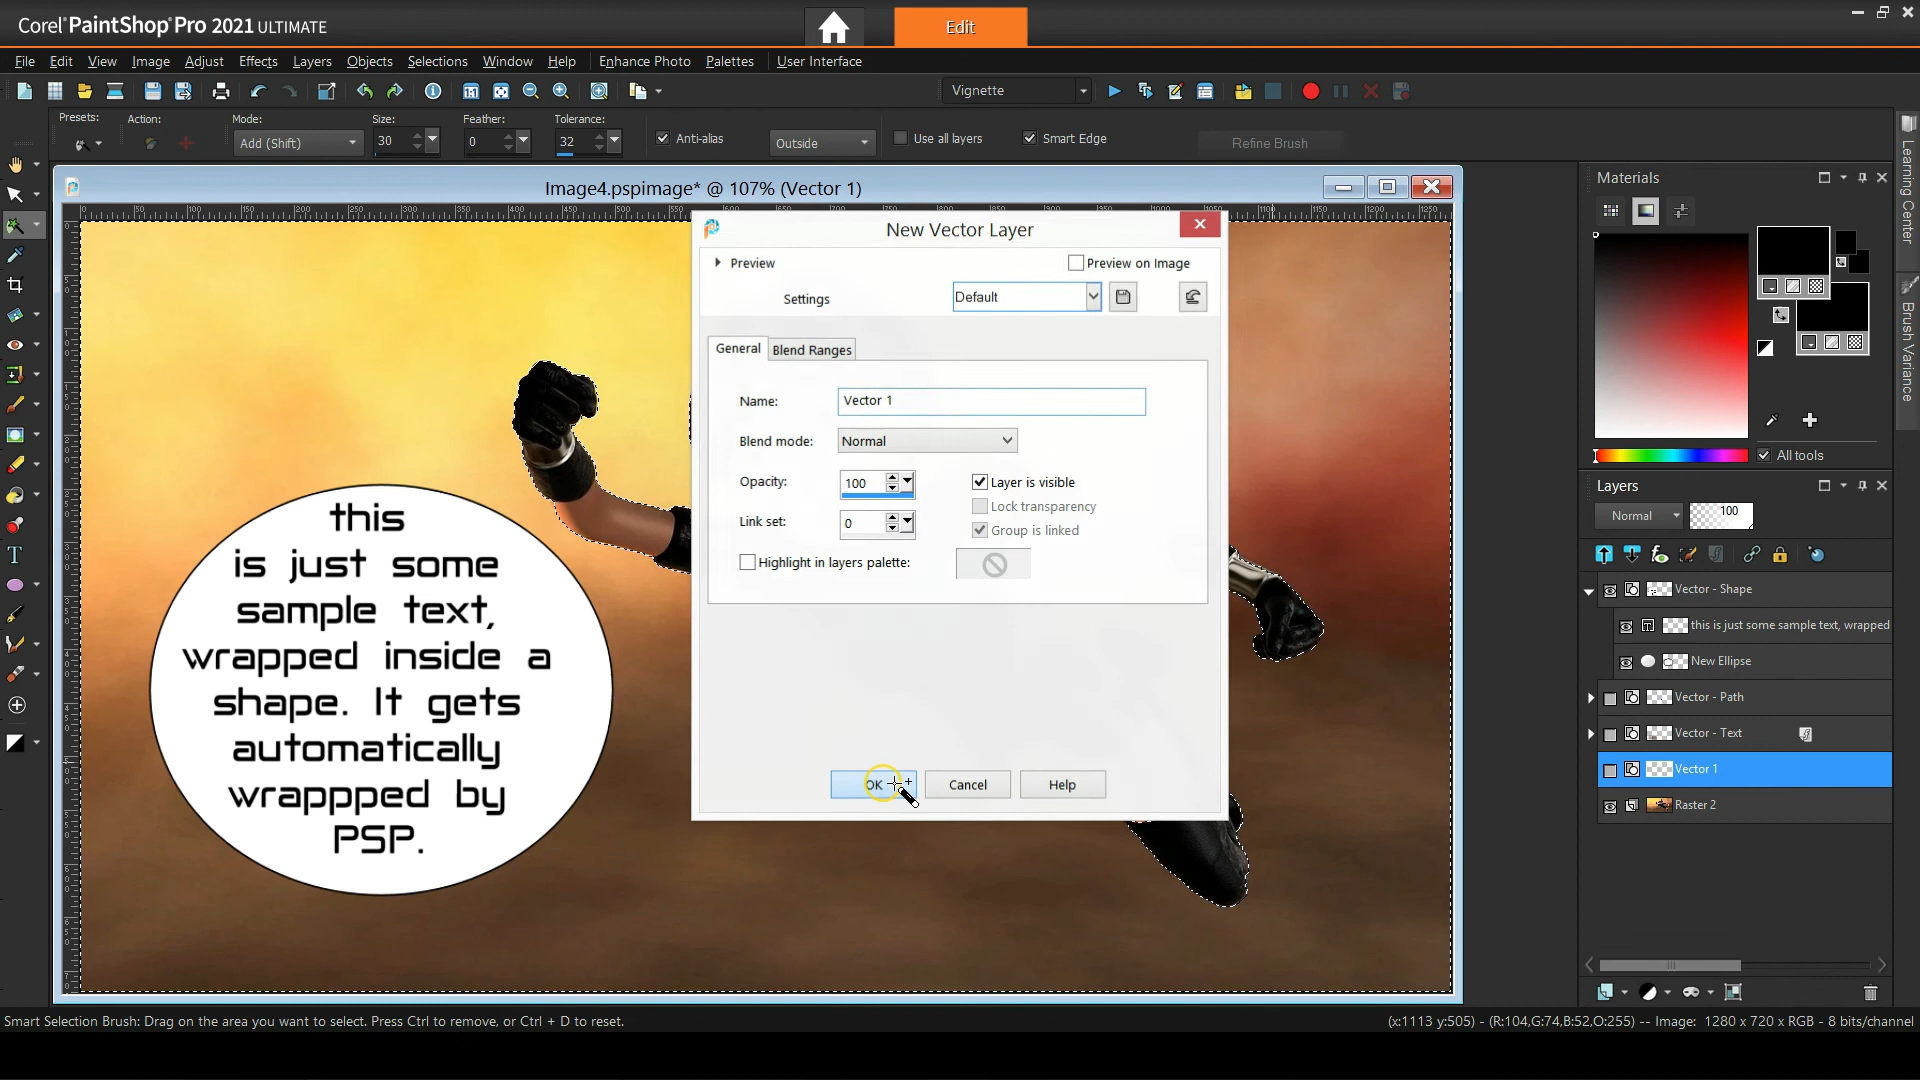 Corel® PaintShop® Pro 2021 ULTIMATE
Edit
File Edit View Image Adjust Effects Layers Objects Selections Window Help Enhance Photo Palettes User Interface
Vignette
Presets: Action: Mode: Size: Feather: Tolerance:
Add (Shift) 30 0 32 Anti-alias Outside Use all layers Smart Edge Refine Brush
Image4.pspimage* @ 107% (Vector 1)
this
is just some
sample text,
wrapped inside a
shape. It gets
automatically
wrappped by
PSP.
New Vector Layer
Preview Preview on Image
Settings Default
General Blend Ranges
Name: Vector 1
Blend mode: Normal
Opacity: 100 Layer is visible
Lock transparency
Link set: 0 Group is linked
Highlight in layers palette:
OK Cancel Help
Materials
All tools
Layers
Normal 100
Vector - Shape
this is just some sample text, wrapped
New Ellipse
Vector - Path
Vector - Text
Vector 1
Raster 2
Learning Center
Brush Variance
Smart Selection Brush: Drag on the area you want to select. Press Ctrl to remove, or Ctrl + D to reset.
(x:1113 y:505) - (R:104,G:74,B:52,O:255) -- Image: 1280 x 720 x RGB - 8 bits/channel